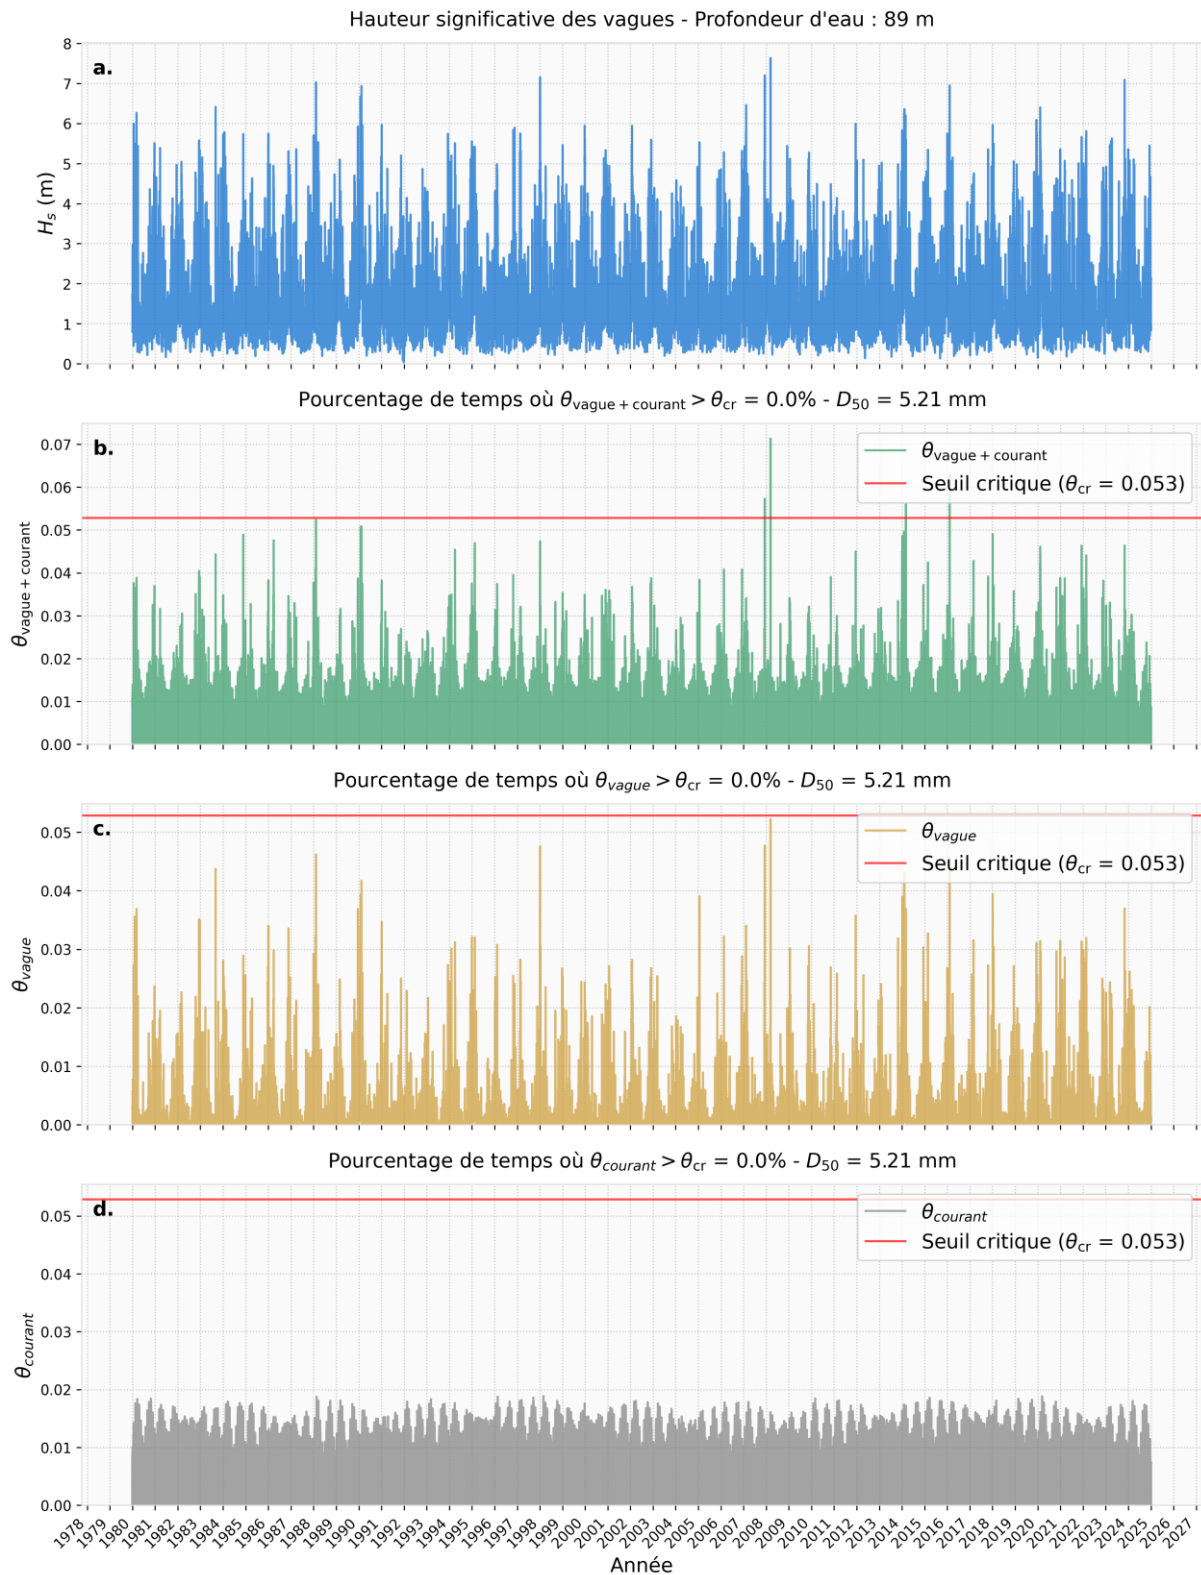 Hauteur significative des vagues - Profondeur d'eau : 89 m
a.
8
7
6
5
4
3
2
1
0
H_s (m)
Pourcentage de temps où θ_vague + courant > θ_cr = 0.0% - D_50 = 5.21 mm
b.
θ_vague + courant
Seuil critique (θ_cr = 0.053)
0.07
0.06
0.05
0.04
0.03
0.02
0.01
0.00
θ_vague + courant
Pourcentage de temps où θ_vague > θ_cr = 0.0% - D_50 = 5.21 mm
c.
θ_vague
Seuil critique (θ_cr = 0.053)
0.05
0.04
0.03
0.02
0.01
0.00
θ_vague
Pourcentage de temps où θ_courant > θ_cr = 0.0% - D_50 = 5.21 mm
d.
θ_courant
Seuil critique (θ_cr = 0.053)
0.05
0.04
0.03
0.02
0.01
0.00
θ_courant
1978 1979 1980 1981 1982 1983 1984 1985 1986 1987 1988 1989 1990 1991 1992 1993 1994 1995 1996 1997 1998 1999 2000 2001 2002 2003 2004 2005 2006 2007 2008 2009 2010 2011 2012 2013 2014 2015 2016 2017 2018 2019 2020 2021 2022 2023 2024 2025 2026 2027
Année